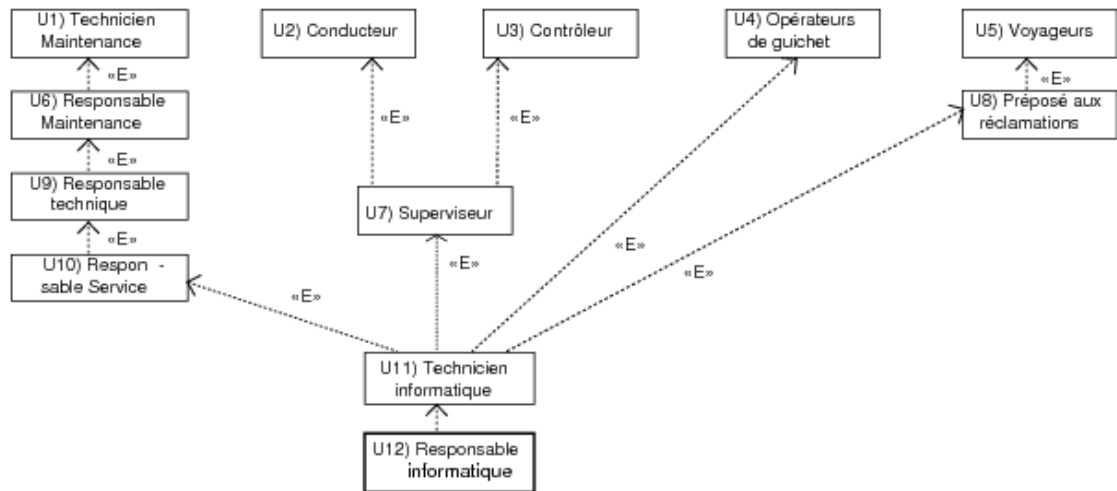 U1) Technicien
Maintenance
U2) Conducteur
U3) Contrôleur
U4) Opérateurs
de guichet
U5) Voyageurs
«E»
«E»
U6) Responsable
Maintenance
U8) Préposé aux
réclamations
«E»
«E»
«E»
U9) Responsable
technique
U7) Superviseur
«E»
«E»
«E»
«E»
U10) Respon -
sable Service
«E»
U11) Technicien
informatique
U12) Responsable
informatique